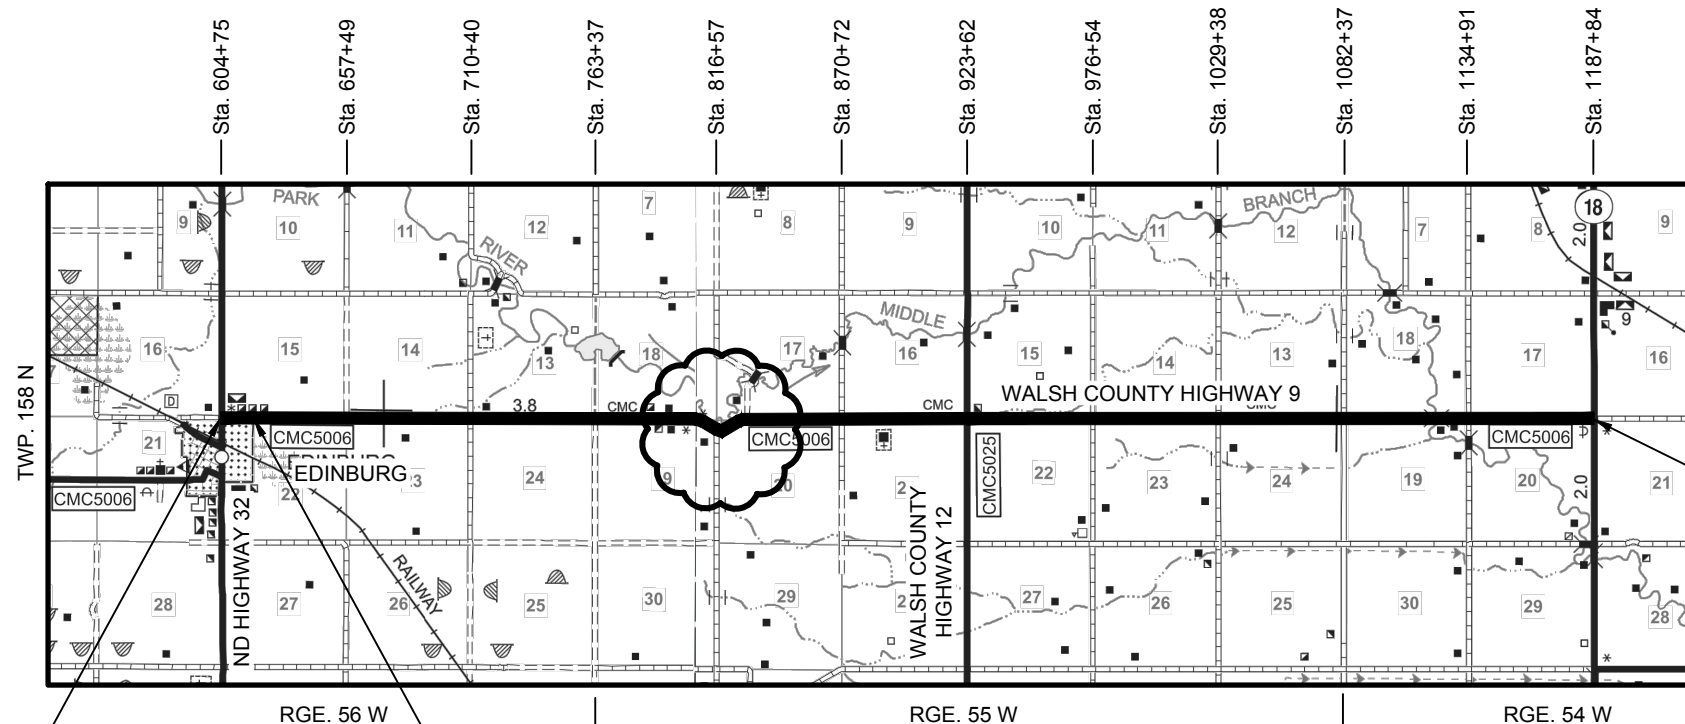 Sta. 604+75
Sta. 657+49
Sta. 710+40
Sta. 763+37
Sta. 816+57
Sta. 870+72
Sta. 923+62
Sta. 976+54
Sta. 1029+38
Sta. 1082+37
Sta. 1134+91
Sta. 1187+84
TWP. 158 N
9
PARK
10
11
12
7
8
9
10
11
BRANCH
12
7
8
2.0
18
9
RIVER
MIDDLE
9
16
15
14
13
18
17
16
15
14
13
18
17
16
3.8
CMC
CMC
WALSH COUNTY HIGHWAY 9
CMC5006
CMC5006
CMC5006
21
EDINBURG
22
24
20
CMC5025
22
23
24
19
20
2.0
21
CMC5006
ND HIGHWAY 32
WALSH COUNTY
HIGHWAY 12
28
27
26
RAILWAY
25
30
29
27
26
25
30
29
28
RGE. 56 W
RGE. 55 W
RGE. 54 W